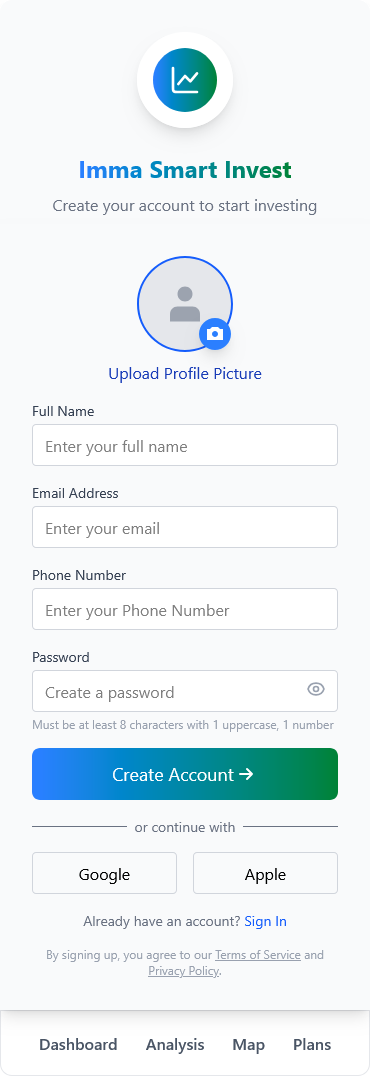 Imma Smart Invest
Create your account to start investing
Upload Profile Picture
Full Name
Enter your full name
Email Address
Enter your email
Phone Number
Enter your Phone Number
Password
Create a password
Must be at least 8 characters with 1 uppercase, 1 number
Create Account →
or continue with
Google Apple
Already have an account? Sign In
By signing up, you agree to our Terms of Service and
Privacy Policy.
Dashboard Analysis Map Plans